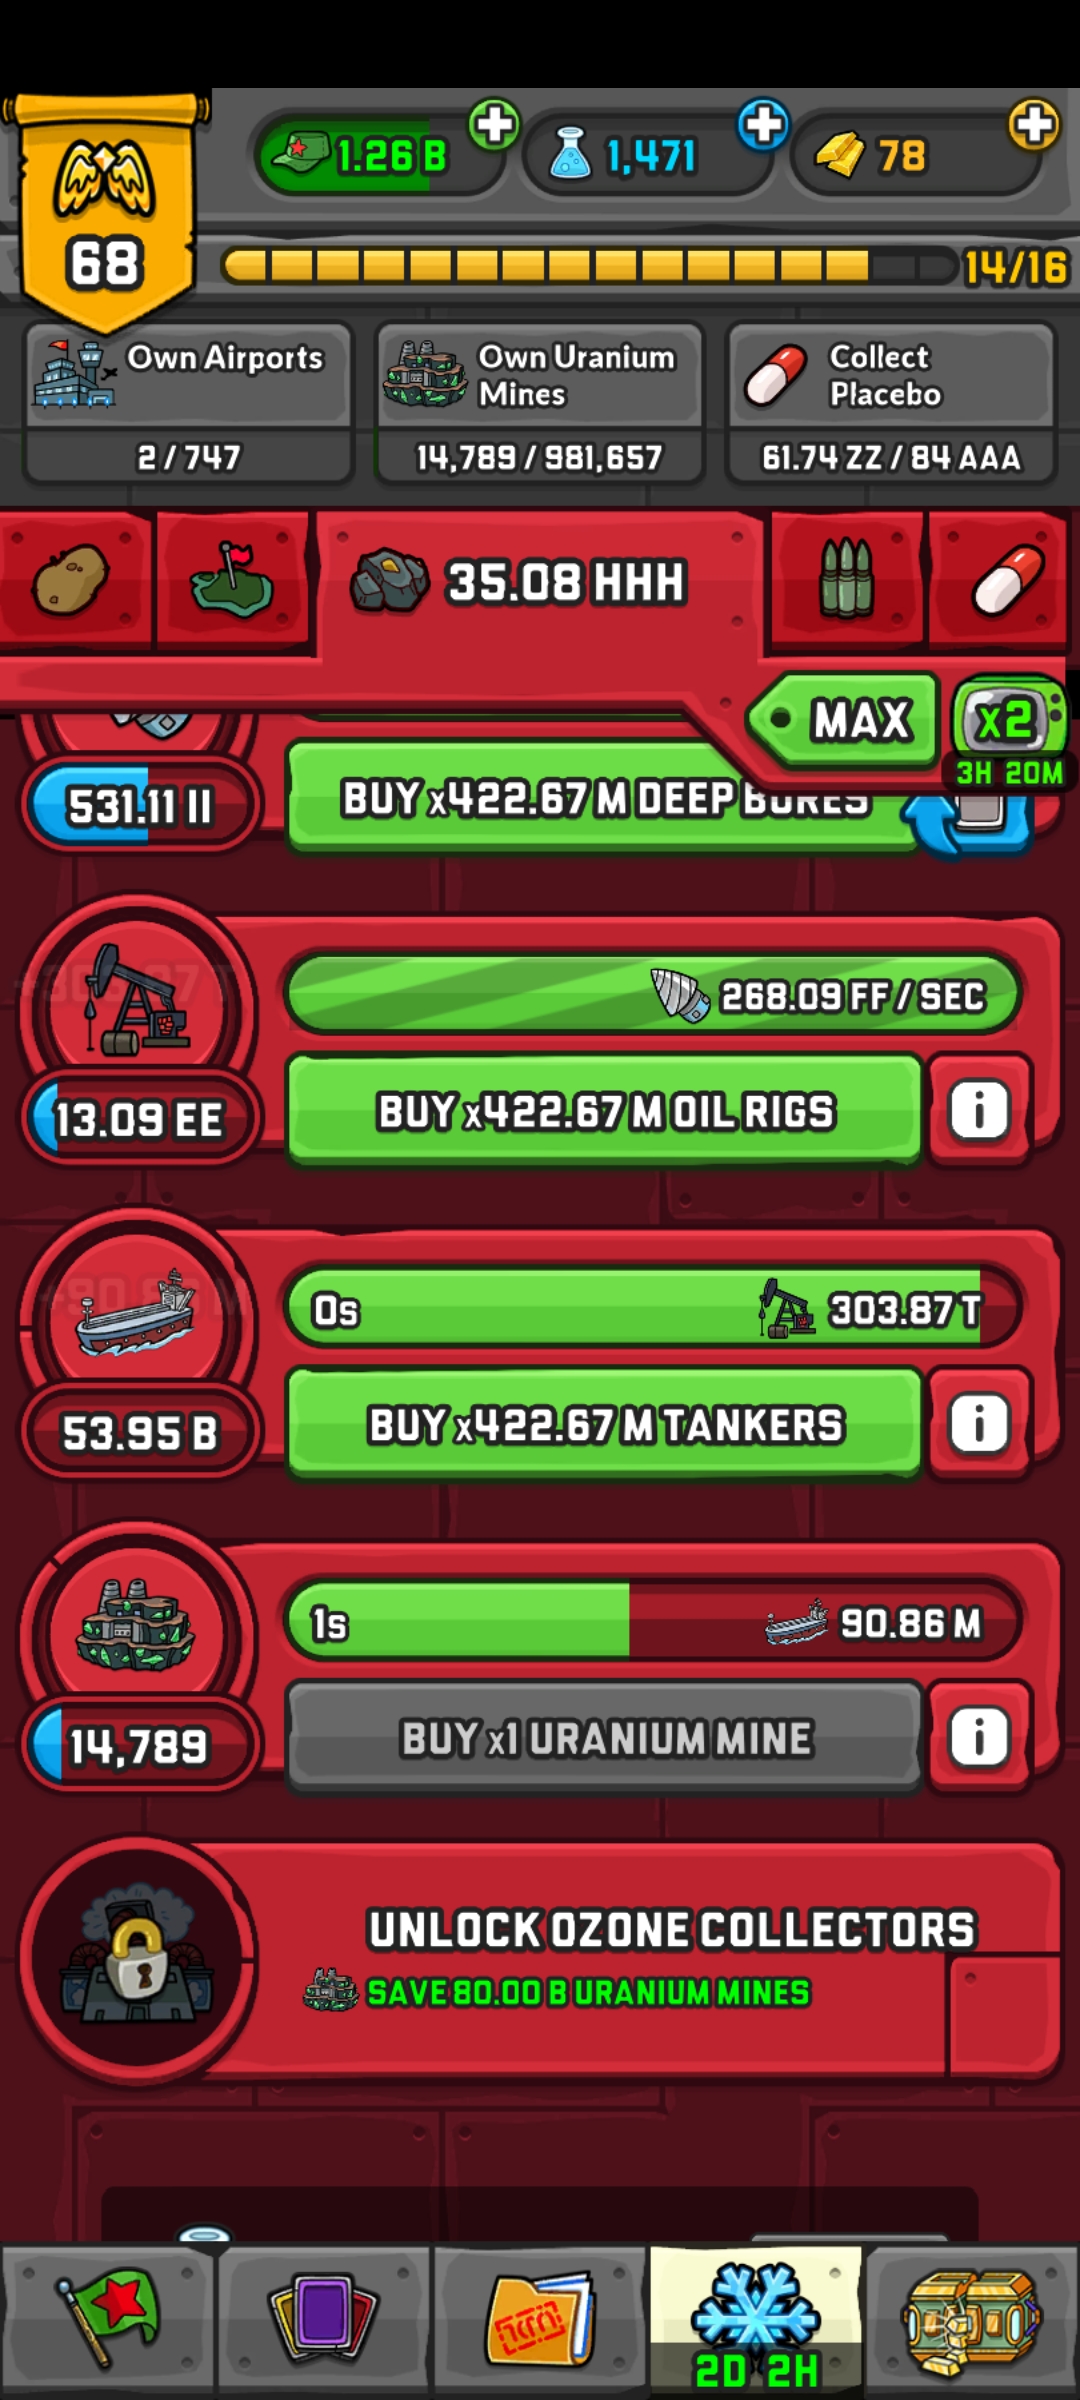 1.26 B
1,471
78
68
14/16
Own Airports
2 / 747
Own Uranium
Mines
14,789 / 981,657
Collect
Placebo
61.74 ZZ / 84 AAA
35.08 HHH
MAX
x2
3H 20M
531.11 II
BUY x422.67 M DEEP BORES
268.09 FF / SEC
13.09 EE
BUY x422.67 M OIL RIGS
0s
303.87 T
53.95 B
BUY x422.67 M TANKERS
1s
90.86 M
14,789
BUY x1 URANIUM MINE
UNLOCK OZONE COLLECTORS
SAVE 80.00 B URANIUM MINES
2D 2H